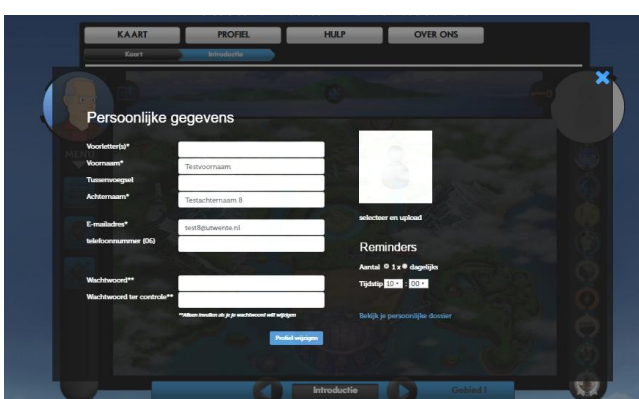 KAART PROFIEL HULP OVER ONS
Kaart Introductie
Persoonlijke gegevens
Voorletter(s)*
Voornaam* Testvoornaam
Tussenvoegsel
Achternaam* Testachternaam 8
E-mailadres* test8@utwente.nl
telefoonnummer (06)
Wachtwoord**
Wachtwoord ter controle**
**Alleen invullen als je je wachtwoord wilt wijzigen
Profiel wijzigen
selecteer en upload
Reminders
Aantal 1 x dagelijks
Tijdstip 10 : 00
Bekijk je persoonlijke dossier
MENU
Introductie Gebied 1